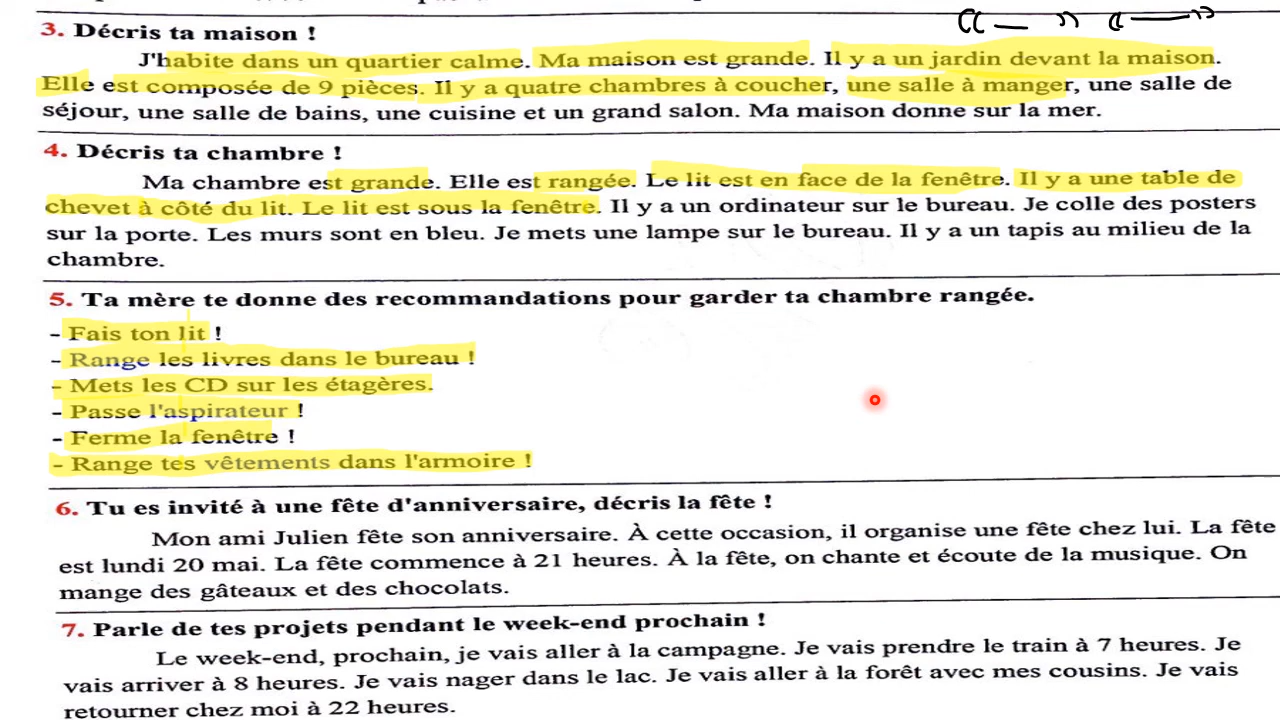 3. Décris ta maison !
J'habite dans un quartier calme. Ma maison est grande. Il y a un jardin devant la maison.
Elle est composée de 9 pièces. Il y a quatre chambres à coucher, une salle à manger, une salle de
séjour, une salle de bains, une cuisine et un grand salon. Ma maison donne sur la mer.
4. Décris ta chambre !
Ma chambre est grande. Elle est rangée. Le lit est en face de la fenêtre. Il y a une table de
chevet à côté du lit. Le lit est sous la fenêtre. Il y a un ordinateur sur le bureau. Je colle des posters
sur la porte. Les murs sont en bleu. Je mets une lampe sur le bureau. Il y a un tapis au milieu de la
chambre.
5. Ta mère te donne des recommandations pour garder ta chambre rangée.
- Fais ton lit !
- Range les livres dans le bureau !
- Mets les CD sur les étagères.
- Passe l'aspirateur !
- Ferme la fenêtre !
- Range tes vêtements dans l'armoire !
6. Tu es invité à une fête d'anniversaire, décris la fête !
Mon ami Julien fête son anniversaire. À cette occasion, il organise une fête chez lui. La fête
est lundi 20 mai. La fête commence à 21 heures. À la fête, on chante et écoute de la musique. On
mange des gâteaux et des chocolats.
7. Parle de tes projets pendant le week-end prochain !
Le week-end, prochain, je vais aller à la campagne. Je vais prendre le train à 7 heures. Je
vais arriver à 8 heures. Je vais nager dans le lac. Je vais aller à la forêt avec mes cousins. Je vais
retourner chez moi à 22 heures.